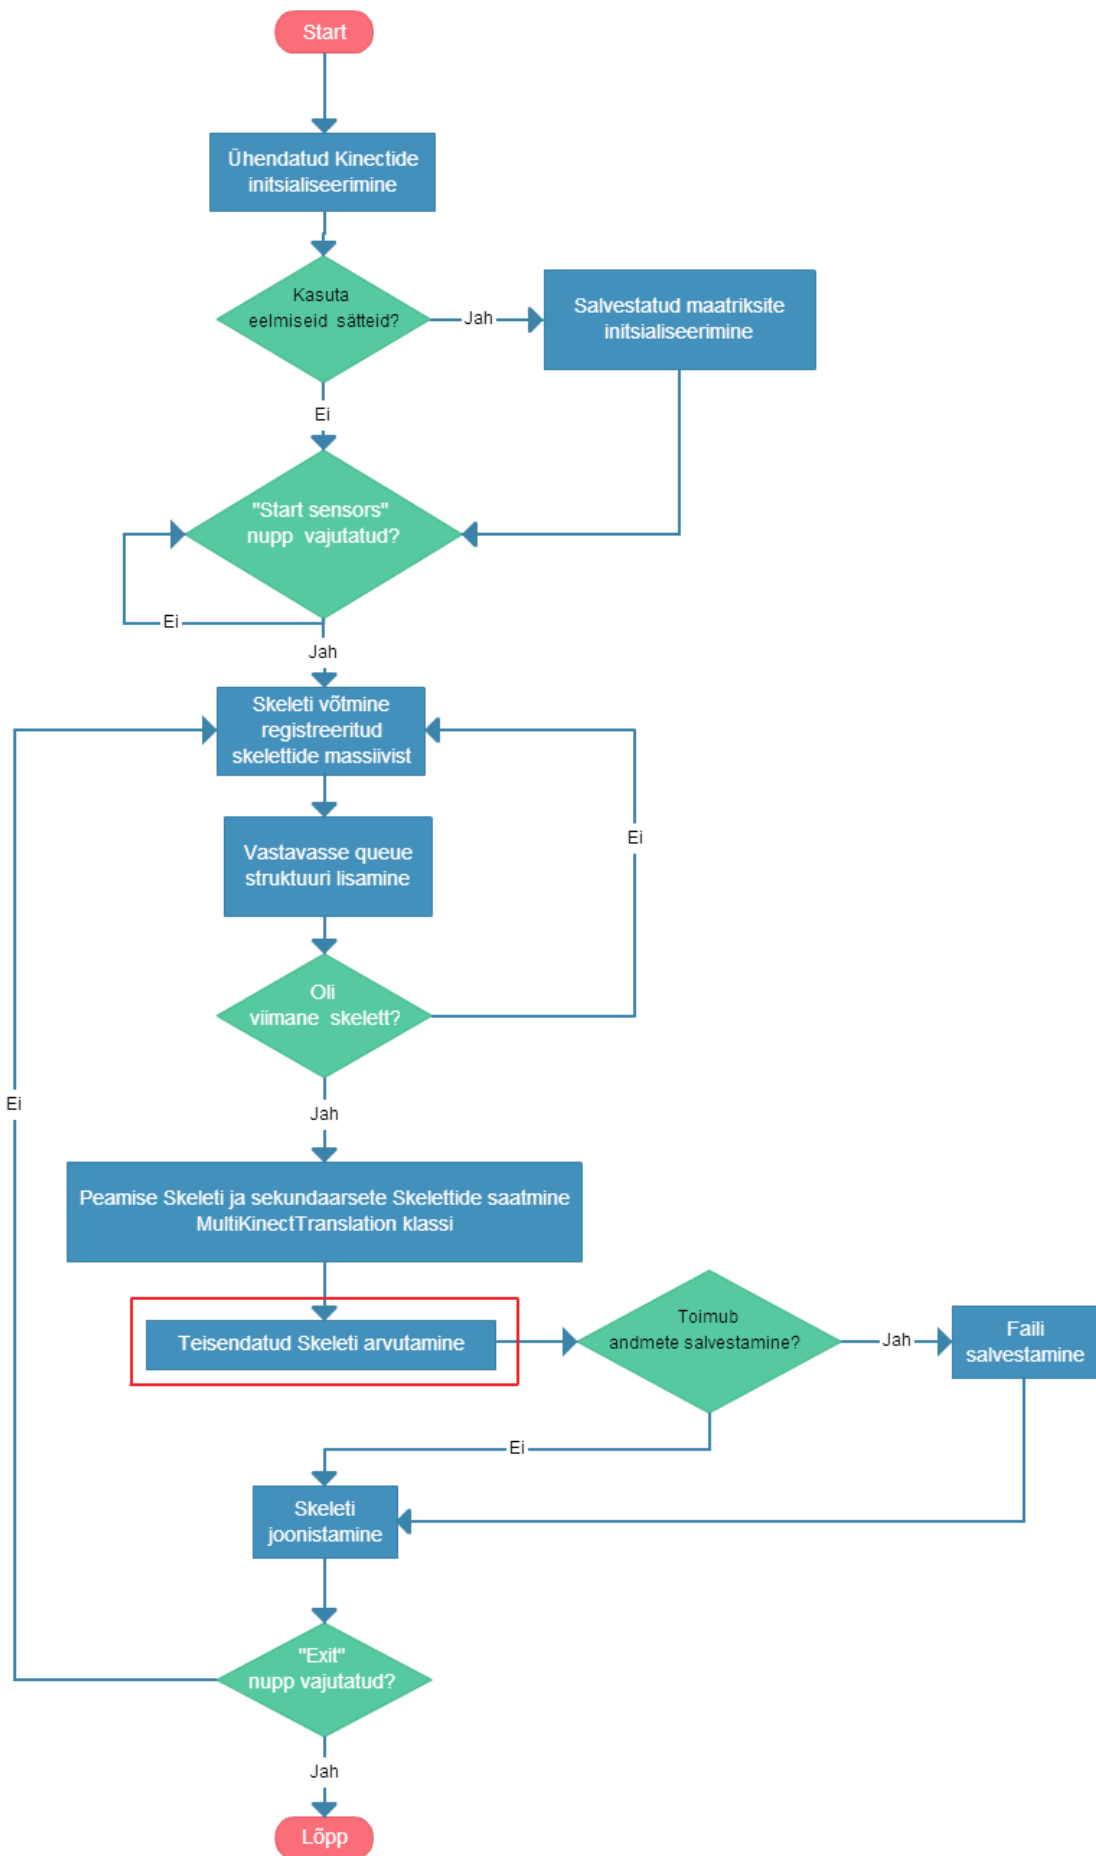 Start
Ühendatud Kinectide
initsialiseerimine
Kasuta
eelmiseid sätteid?
Jah
Salvestatud maatriksite
initsialiseerimine
Ei
"Start sensors"
nupp vajutatud?
Ei
Jah
Skeleti võtmine
registreeritud
skelettide massiivist
Vastavasse queue
struktuuri lisamine
Ei
Oli
viimane skelett?
Jah
Ei
Peamise Skeleti ja sekundaarsete Skelettide saatmine
MultiKinectTranslation klassi
Teisendatud Skeleti arvutamine
Toimub
andmete salvestamine?
Jah
Faili
salvestamine
Ei
Skeleti
joonistamine
"Exit"
nupp vajutatud?
Jah
Lõpp